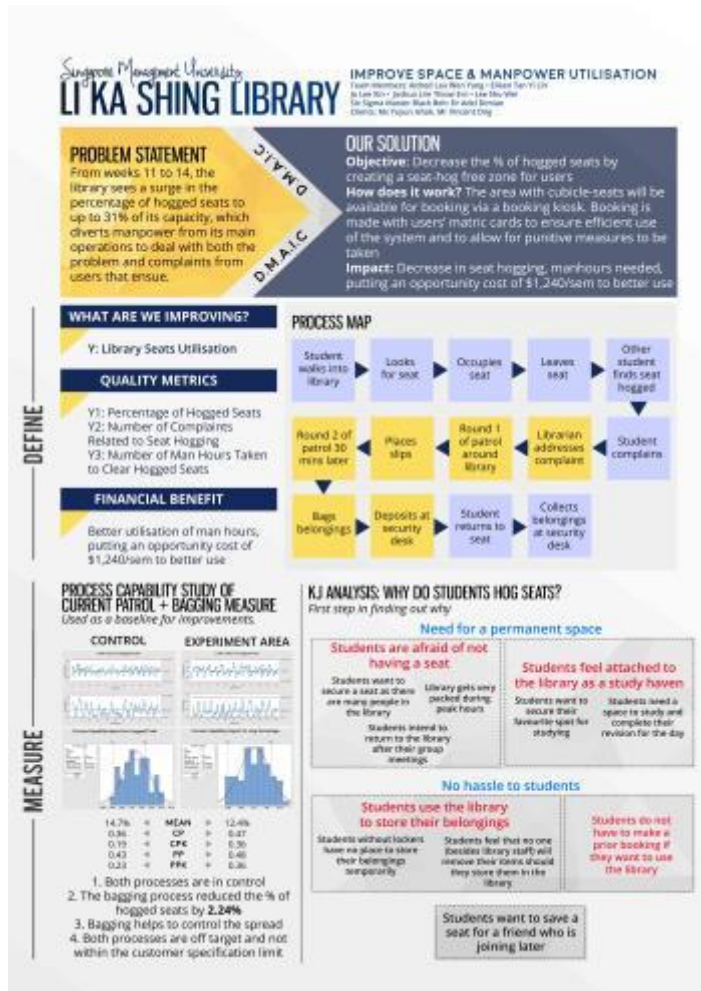 Singapore Management University
LI KA SHING LIBRARY
IMPROVE SPACE & MANPOWER UTILISATION
PROBLEM STATEMENT
From weeks 11 to 14, the
library sees a surge in the
percentage of hogged seats to
up to 31% of its capacity, which
diverts manpower from its main
operations to deal with both the
problem and complaints from
users that ensue.
D.M.A.I.C
D.M.A.I.C
OUR SOLUTION
Objective: Decrease the % of hogged seats by
creating a seat-hog free zone for users
How does it work? The area with cubicle-seats will be
available for booking via a booking kiosk. Booking is
made with users' matric cards to ensure efficient use
of the system and to allow for punitive measures to be
taken
Impact: Decrease in seat hogging, manhours needed,
putting an opportunity cost of $1,240/sem to better use
DEFINE
WHAT ARE WE IMPROVING?
Y: Library Seats Utilisation
QUALITY METRICS
Y1: Percentage of Hogged Seats
Y2: Number of Complaints
Related to Seat Hogging
Y3: Number of Man Hours Taken
to Clear Hogged Seats
FINANCIAL BENEFIT
Better utilisation of man hours,
putting an opportunity cost of
$1,240/sem to better use
PROCESS MAP
Student
walks into
library
Looks
for seat
Occupies
seat
Leaves
seat
Other
student
finds seat
hogged
Student
complains
Librarian
addresses
complaint
Round 1
of patrol
around
library
Places
slips
Round 2 of
patrol 30
mins later
Bags
belongings
Deposits at
security
desk
Student
returns to
seat
Collects
belongings
at security
desk
MEASURE
PROCESS CAPABILITY STUDY OF
CURRENT PATROL + BAGGING MEASURE
Used as a baseline for improvements.
CONTROL EXPERIMENT AREA
14.7% MEAN 12.4%
CP 0.47
0.19 CPK 0.36
0.43 PP 0.48
0.23 PPK 0.36
1. Both processes are in control
2. The bagging process reduced the % of
hogged seats by 2.24%
3. Bagging helps to control the spread
4. Both processes are off target and not
within the customer specification limit
KJ ANALYSIS: WHY DO STUDENTS HOG SEATS?
First step in finding out why
Need for a permanent space
Students are afraid of not
having a seat
Students want to
secure a seat as there
are many people in
the library
Library gets very
packed during
peak hours
Students intend to
return to the library
after their group
meetings
Students feel attached to
the library as a study haven
Students want to
secure their
favourite spot for
studying
Students need a
space to study and
complete their
revision for the day
No hassle to students
Students use the library
to store their belongings
Students without lockers
have no place to store
their belongings
temporarily
Students feel that no one
(besides library staff) will
remove their items should
they store them in the
library
Students do not
have to make a
prior booking if
they want to use
the library
Students want to save a
seat for a friend who is
joining later